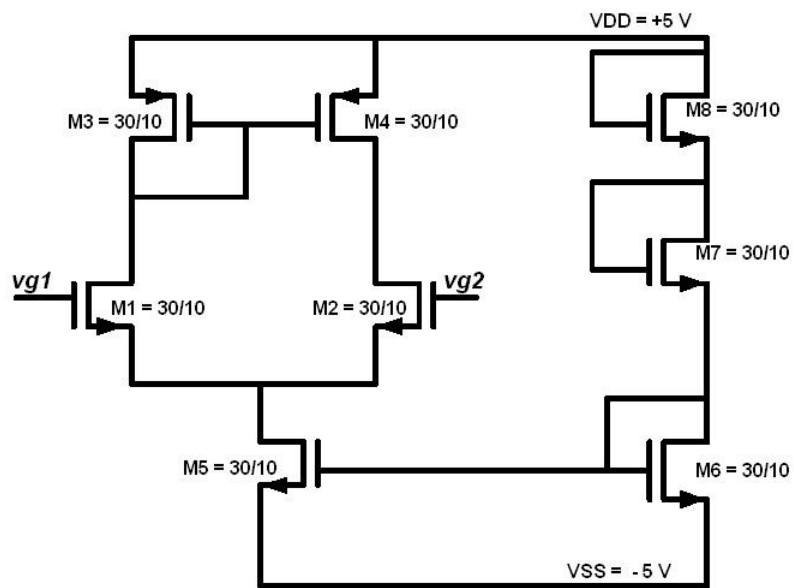 VDD = +5 V
M3 = 30/10
M4 = 30/10
M8 = 30/10
vg1
M1 = 30/10
M2 = 30/10
vg2
M7 = 30/10
M5 = 30/10
M6 = 30/10
VSS = - 5 V